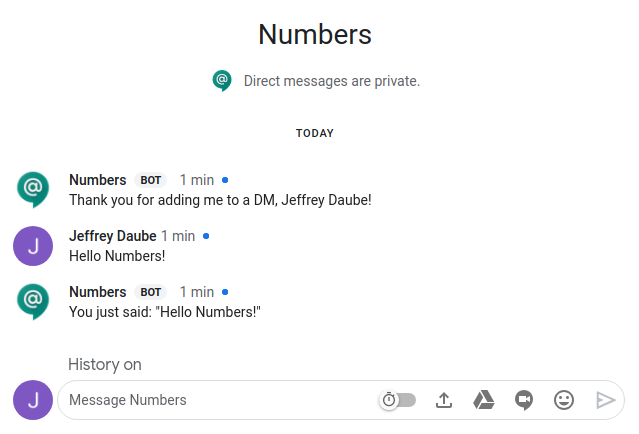 Numbers
@ Direct messages are private.
TODAY
@ Numbers BOT 1 min
Thank you for adding me to a DM, Jeffrey Daube!
J Jeffrey Daube 1 min
Hello Numbers!
@ Numbers BOT 1 min
You just said: "Hello Numbers!"
History on
J Message Numbers